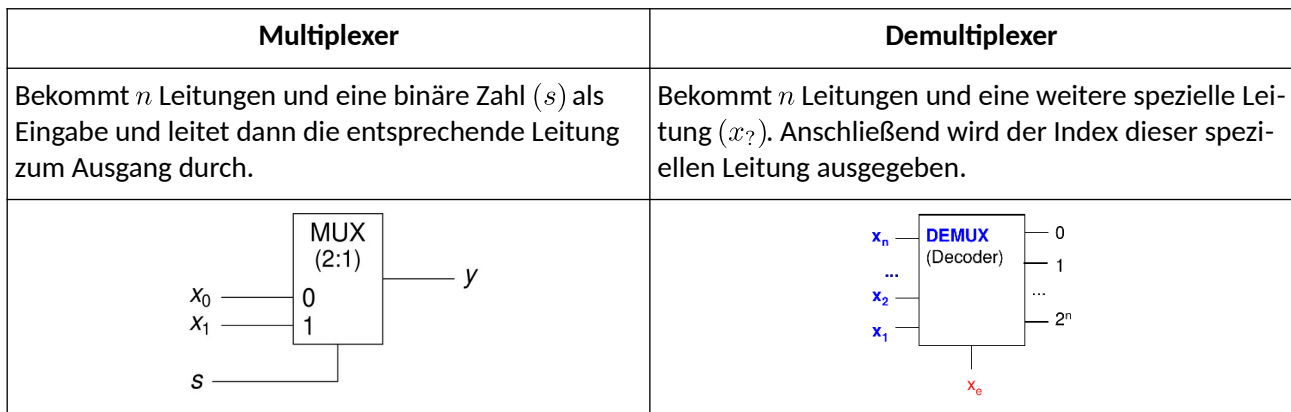 Multiplexer
Demultiplexer
Bekommt n Leitungen und eine binäre Zahl (s) als
Eingabe und leitet dann die entsprechende Leitung
zum Ausgang durch.
Bekommt n Leitungen und eine weitere spezielle Lei-
tung (x?). Anschließend wird der Index dieser spezi-
ellen Leitung ausgegeben.
MUX
(2:1)
x₀ 0
x₁ 1
y
s
xₙ DEMUX 0
(Decoder)
1
... ...
x₂
2ⁿ
x₁
xₑ